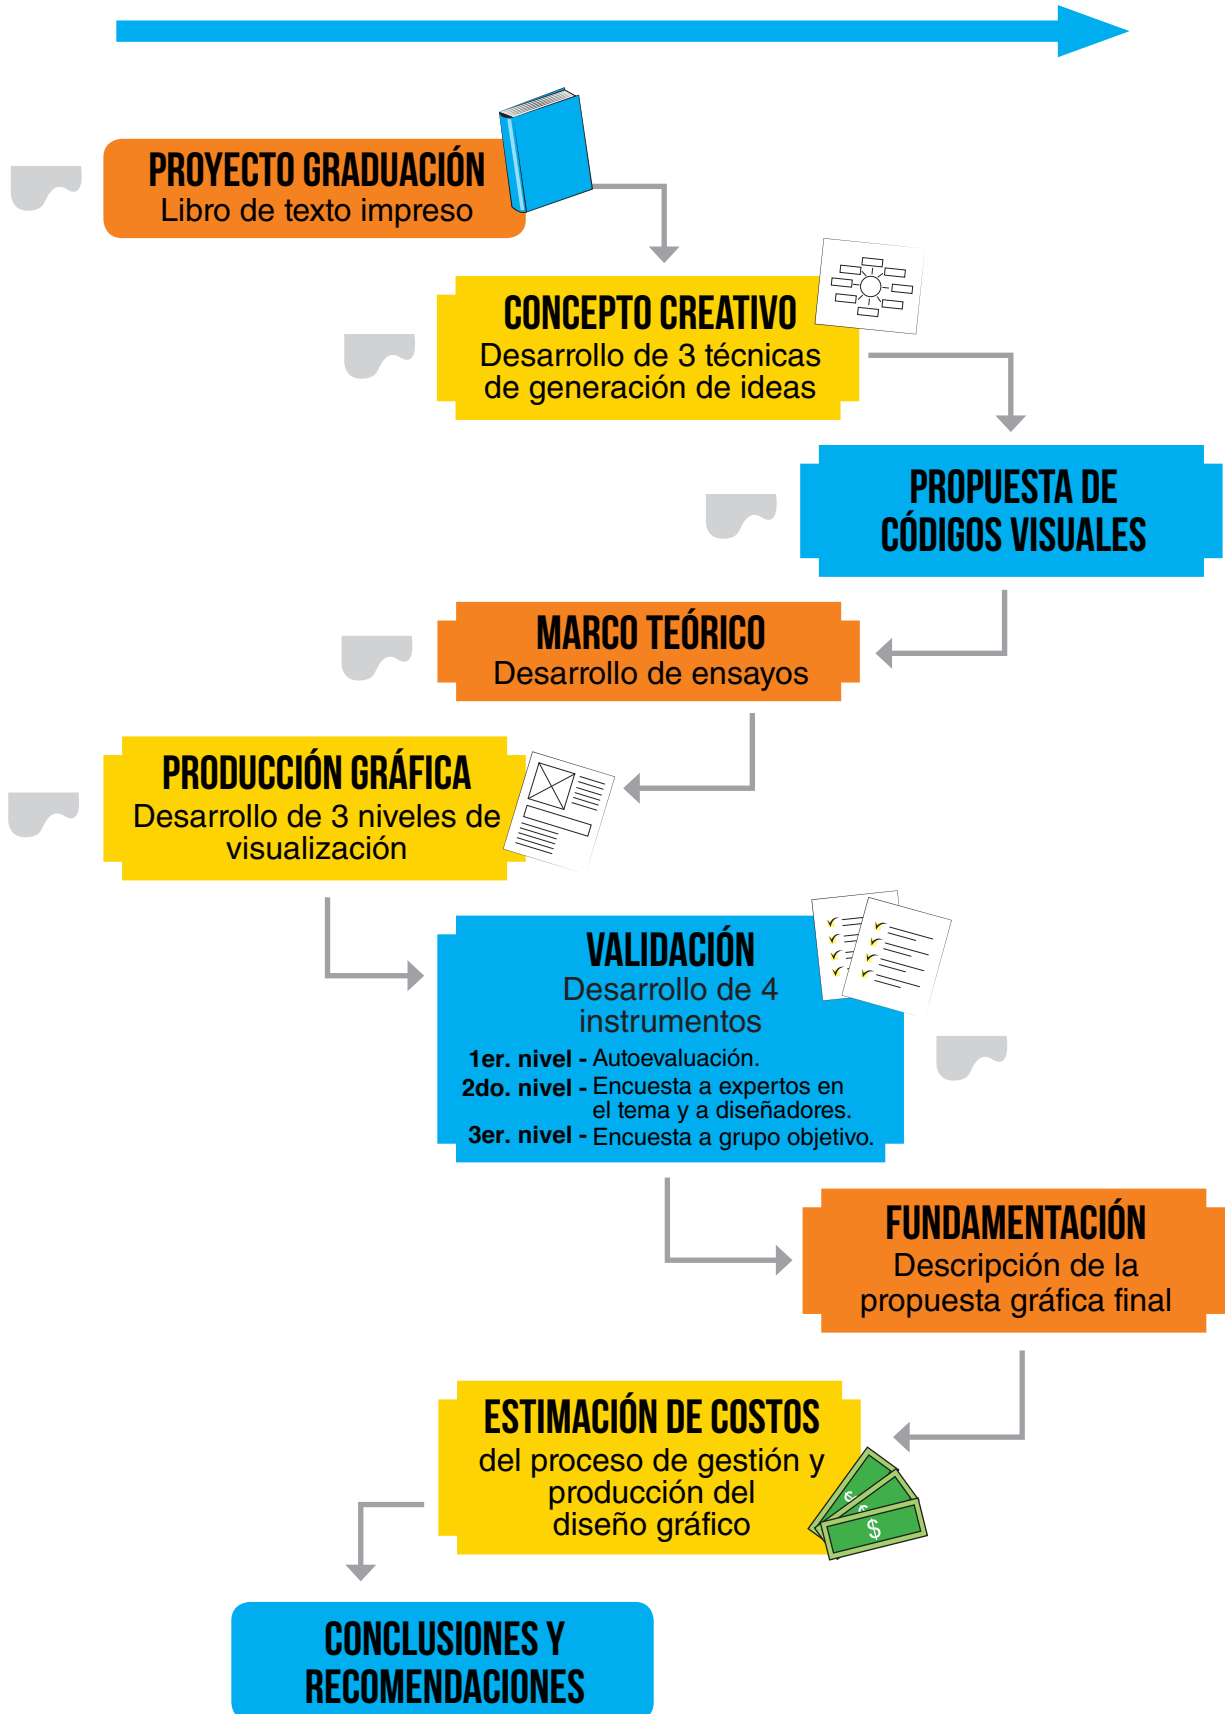 PROYECTO GRADUACIÓN
Libro de texto impreso
CONCEPTO CREATIVO
Desarrollo de 3 técnicas
de generación de ideas
PROPUESTA DE
CÓDIGOS VISUALES
MARCO TEÓRICO
Desarrollo de ensayos
PRODUCCIÓN GRÁFICA
Desarrollo de 3 niveles de
visualización
VALIDACIÓN
Desarrollo de 4
instrumentos
1er. nivel - Autoevaluación.
2do. nivel - Encuesta a expertos en
el tema y a diseñadores.
3er. nivel - Encuesta a grupo objetivo.
FUNDAMENTACIÓN
Descripción de la
propuesta gráfica final
ESTIMACIÓN DE COSTOS
del proceso de gestión y
producción del
diseño gráfico
$
$
$
CONCLUSIONES Y
RECOMENDACIONES